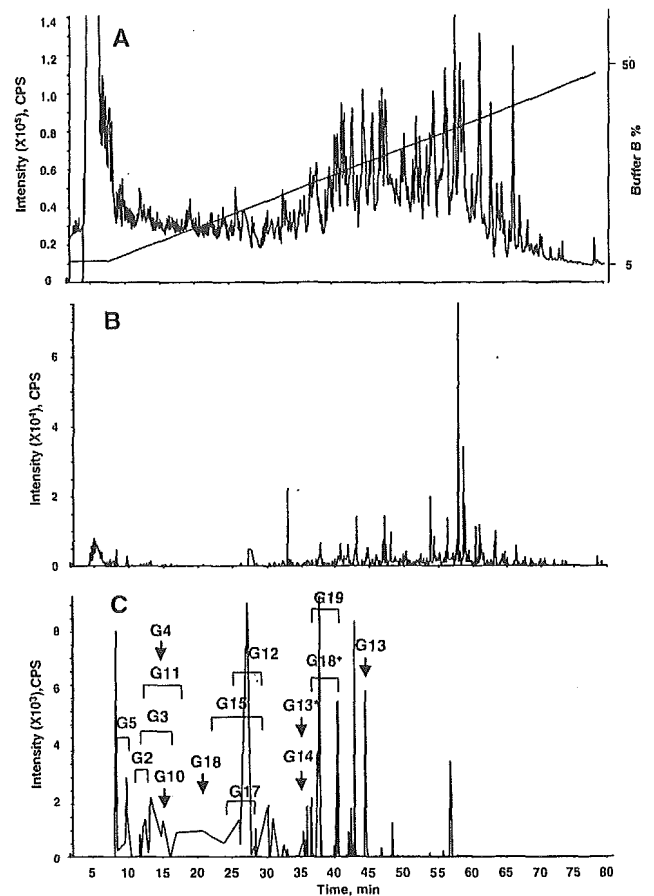 A
Intensity (X10⁵), CPS
1.4
1.2
1.0
0.8
0.6
0.4
0.2
0
50
5
Buffer B %
B
Intensity (X10⁴), CPS
6
4
2
0
C
Intensity (X10³),CPS
8
6
4
2
0
G19
G4
G12
G13
G11
G18*
G5
G3
G15
G13*
G2
G10
G18
G14
G17
5 10 15 20 25 30 35 40 45 50 55 60 65 70 75 80
Time, min